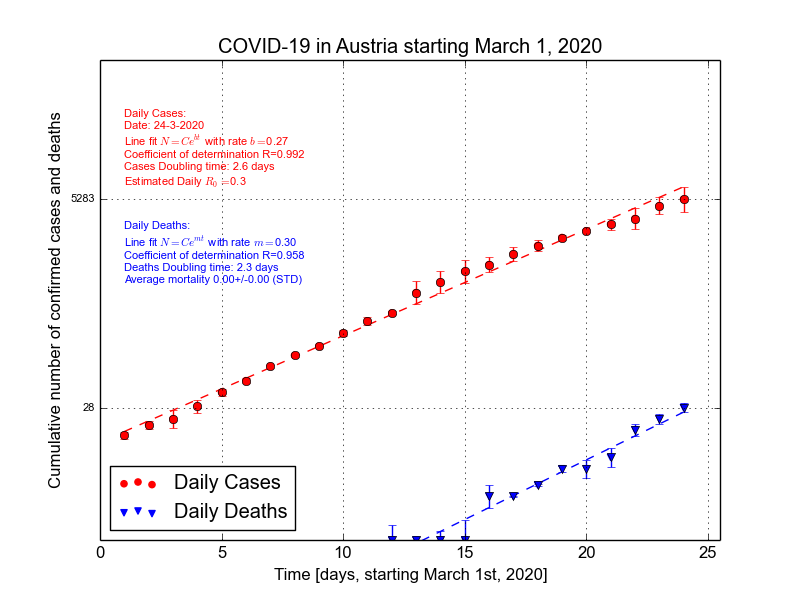 COVID-19 in Austria starting March 1, 2020
Cumulative number of confirmed cases and deaths
Daily Cases:
Date: 24-3-2020
Line fit N = Ce^{bt} with rate b =0.27
Coefficient of determination R=0.992
Cases Doubling time: 2.6 days
Estimated Daily R_0 =0.3
5283
Daily Deaths:
Line fit N = Ce^{mt} with rate m =0.30
Coefficient of determination R=0.958
Deaths Doubling time: 2.3 days
Average mortality 0.00+/-0.00 (STD)
28
Daily Cases
Daily Deaths
0 5 10 15 20 25
Time [days, starting March 1st, 2020]